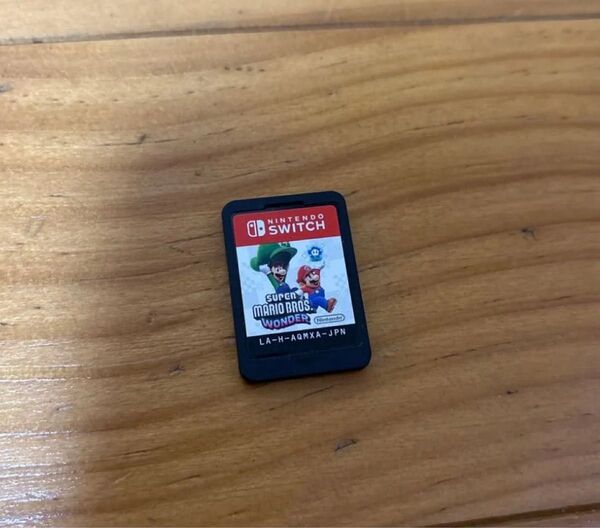 NINTENDO
SWITCH
SUPER
MARIO BROS.
WONDER
Nintendo
LA-H-AQMXA-JPN